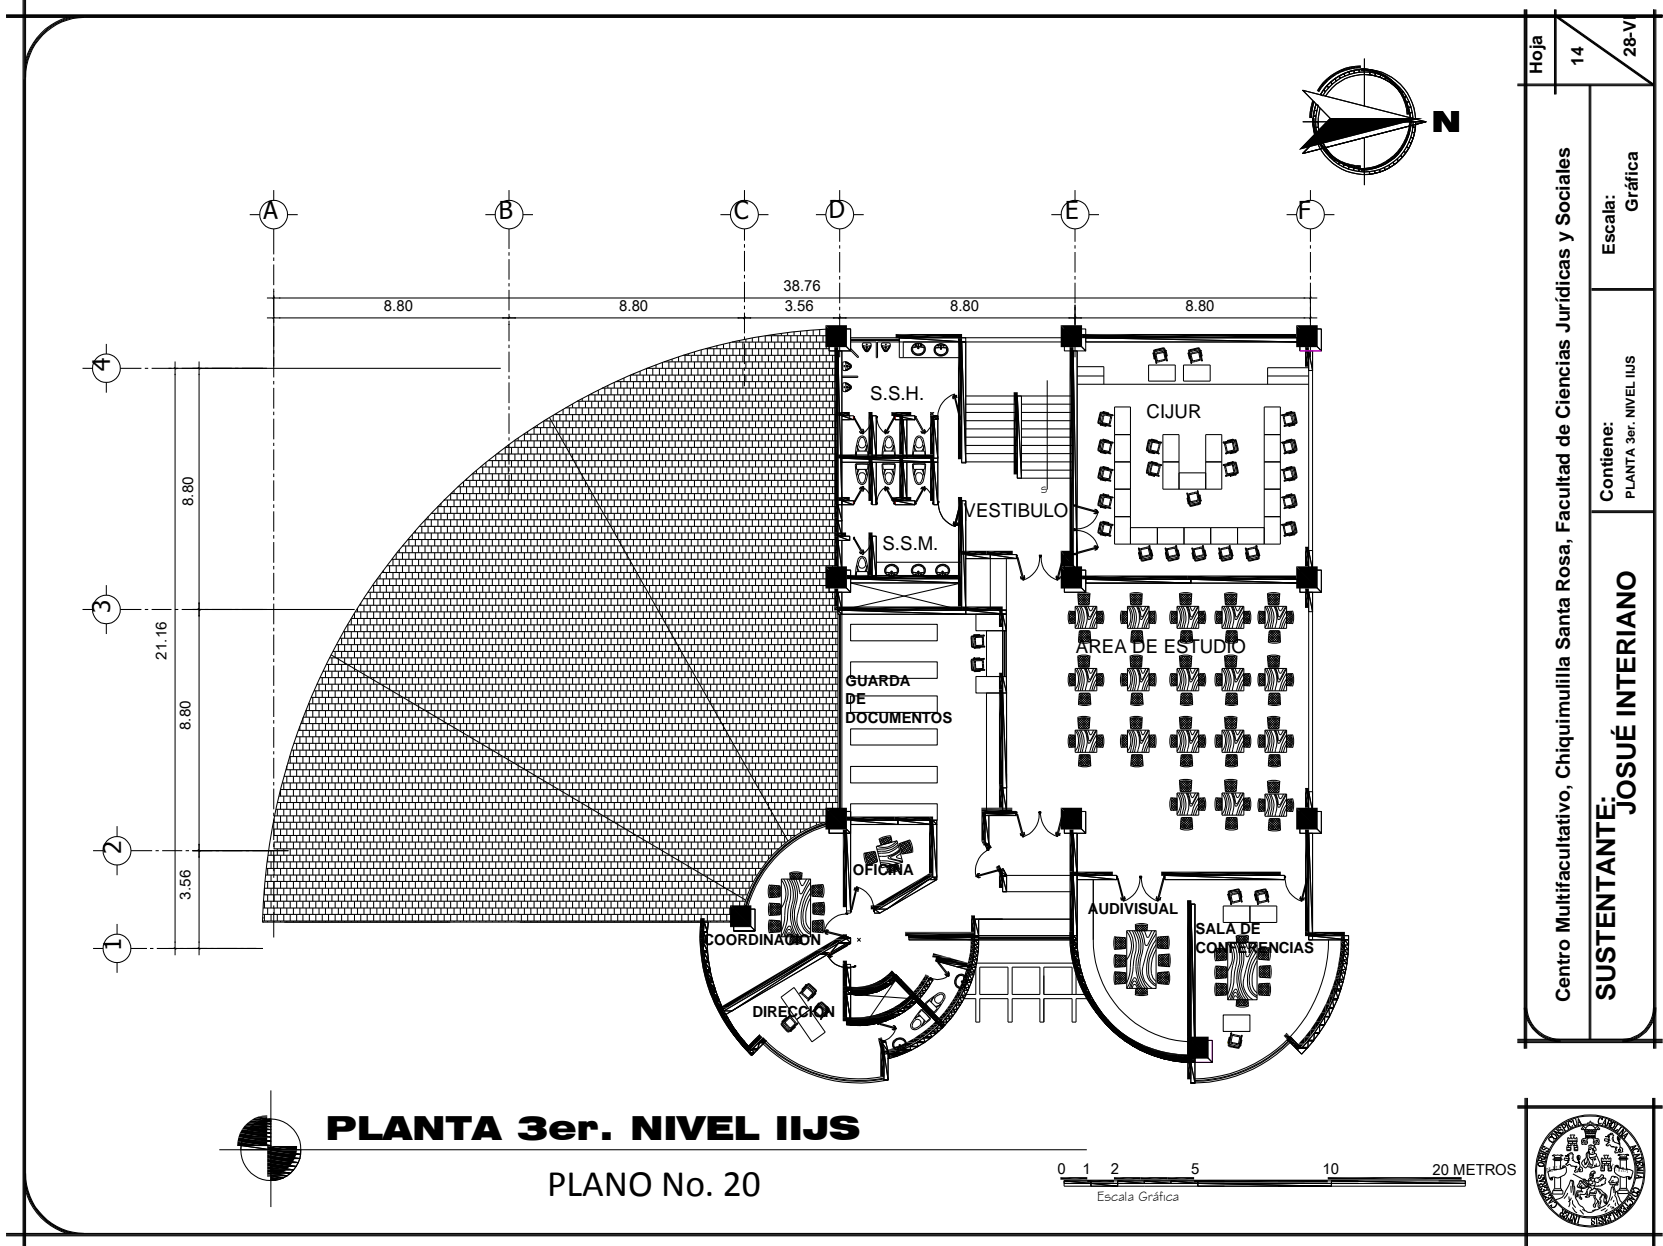 Hoja
14
28-VI
N
A
B
C
D
E
F
38.76
8.80
8.80
3.56
8.80
8.80
4
3
2
1
8.80
21.16
8.80
3.56
S.S.H.
CIJUR
VESTIBULO
S.S.M.
AREA DE ESTUDIO
GUARDA
DE
DOCUMENTOS
OFICINA
AUDIVISUAL
SALA DE
CONFERENCIAS
COORDINACION
DIRECCION
Centro Multifacultativo, Chiquimulilla Santa Rosa, Facultad de Ciencias Jurídicas y Sociales
Escala:
Gráfica
Contiene:
PLANTA 3er. NIVEL IIJS
SUSTENTANTE:
JOSUÉ INTERIANO
PLANTA 3er. NIVEL IIJS
PLANO No. 20
0 1 2 5 10 20 METROS
Escala Gráfica